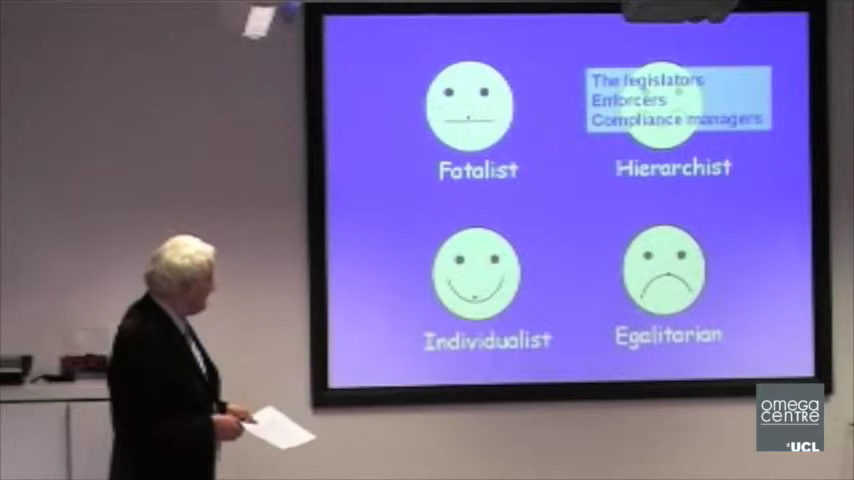 The legislators
Enforcers
Compliance managers
Fatalist
Hierarchist
Individualist
Egalitarian
omega
centre
UCL